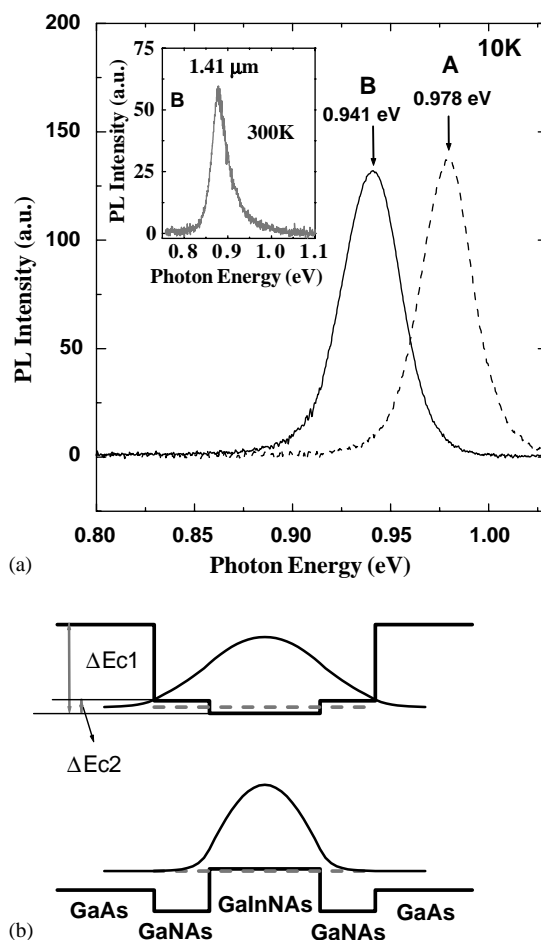 200
10K
75
1.41 μm
B
A
0.978 eV
0.941 eV
50
B
300K
150
25
0
PL Intensity (a.u.)
0.8 0.9 1.0 1.1
Photon Energy (eV)
100
50
0
PL Intensity (a.u.)
0.80 0.85 0.90 0.95 1.00
Photon Energy (eV)
(a)
ΔEc1
ΔEc2
GaAs GaNAs GaInNAs GaNAs GaAs
(b)